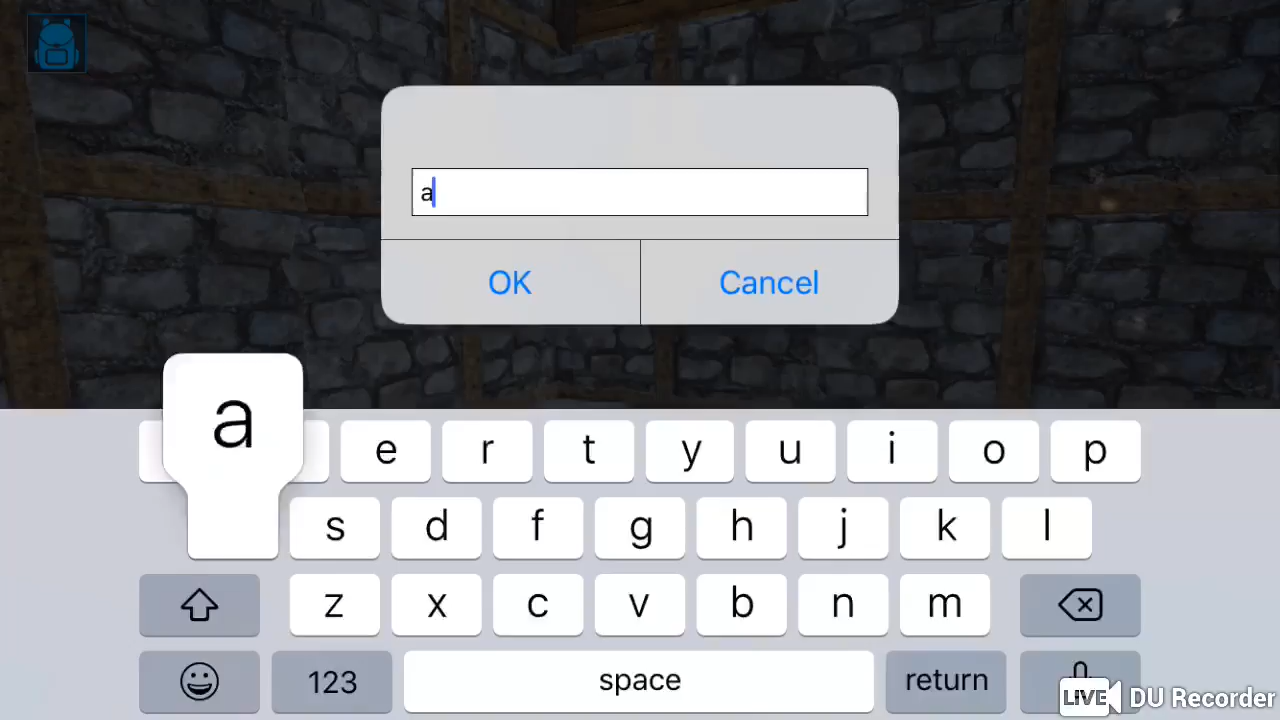 a
OK Cancel
a
e r t y u i o p
s d f g h j k l
z x c v b n m
123 space return
LIVE DU Recorder